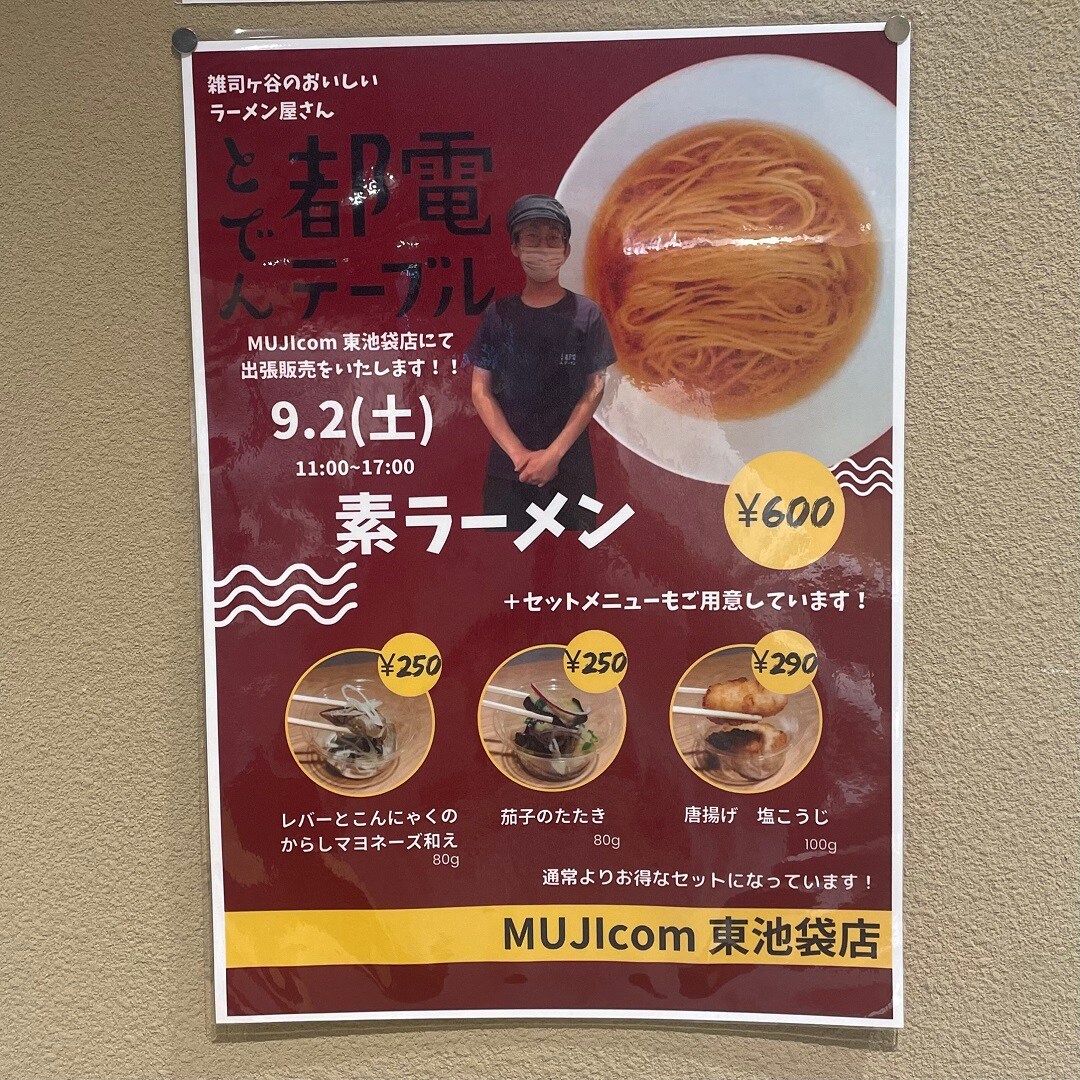 雑司ヶ谷のおいしい
ラーメン屋さん
とでん
都電
テーブル
MUJIcom 東池袋店にて
出張販売をいたします！！
9.2(土)
11:00~17:00
素ラーメン
¥600
＋セットメニューもご用意しています！
¥250
¥250
¥290
レバーとこんにゃくの
からしマヨネーズ和え
80g
茄子のたたき
80g
唐揚げ　塩こうじ
100g
通常よりお得なセットになっています！
MUJIcom 東池袋店